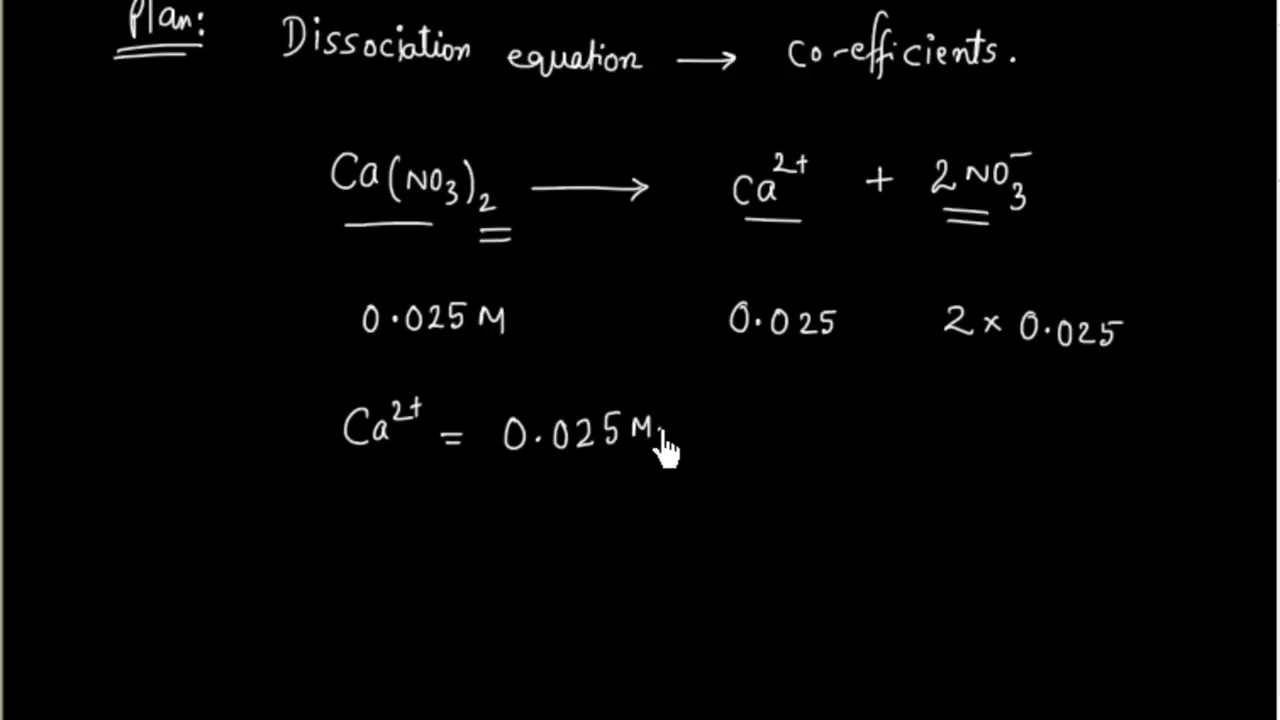 Plan: Dissociation equation → co-efficients.
Ca(NO₃)₂ → Ca²⁺ + 2NO₃⁻
0.025 M 0.025 2 × 0.025
Ca²⁺ = 0.025 M.